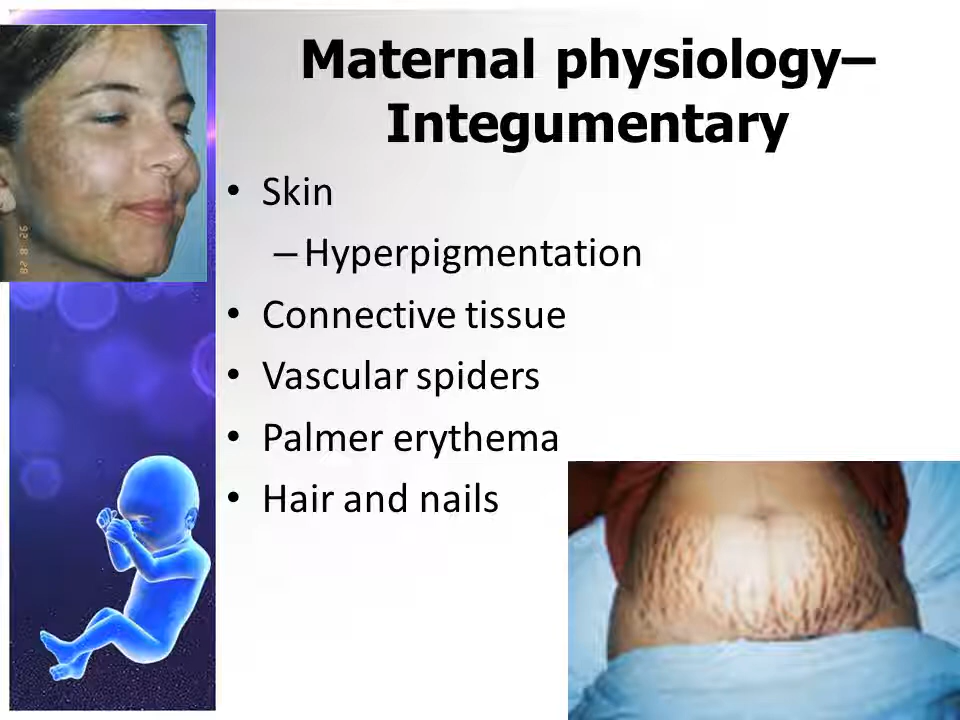 Maternal physiology–
Integumentary
• Skin
– Hyperpigmentation
• Connective tissue
• Vascular spiders
• Palmer erythema
• Hair and nails